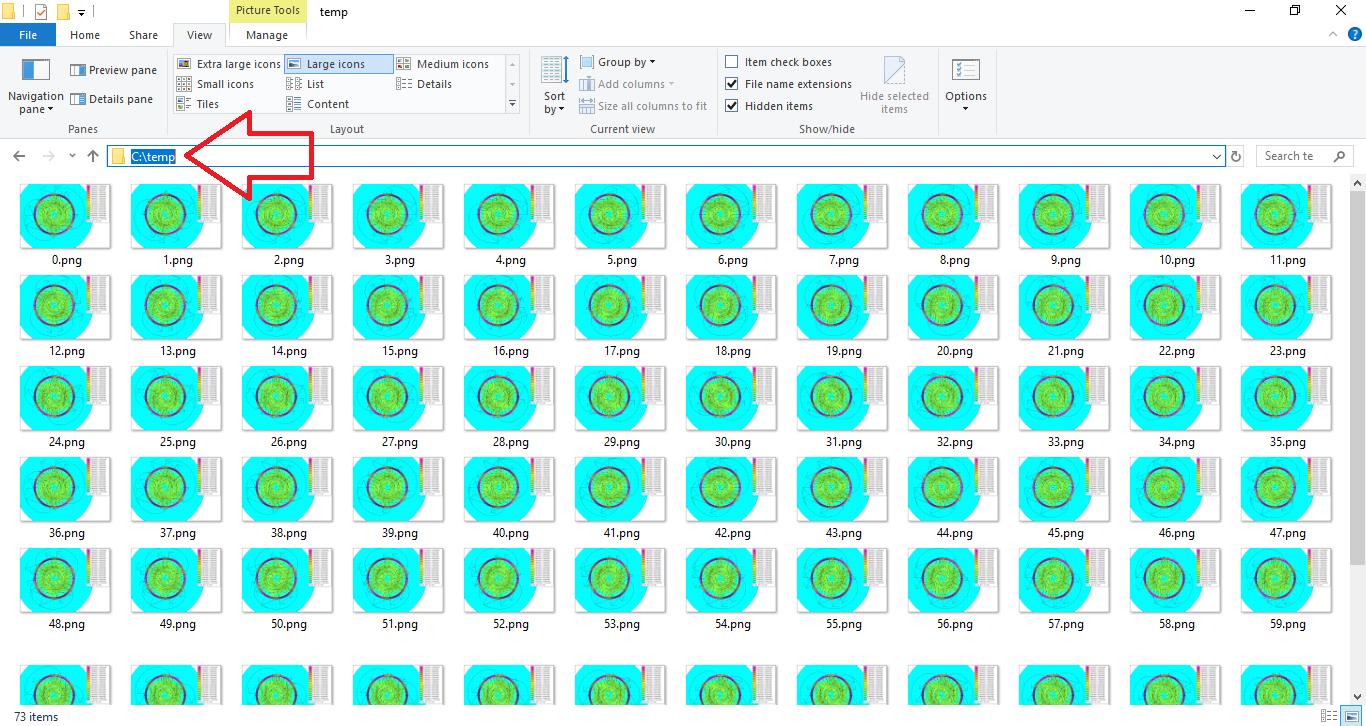 Picture Tools
temp
File
Home
Share
View
Manage
Navigation pane
Preview pane
Details pane
Panes
Extra large icons
Large icons
Medium icons
Small icons
List
Details
Tiles
Content
Layout
Sort by
Group by
Add columns
Size all columns to fit
Current view
Item check boxes
File name extensions
Hidden items
Hide selected items
Show/hide
Options
C:\temp
Search te
0.png 1.png 2.png 3.png 4.png 5.png 6.png 7.png 8.png 9.png 10.png 11.png
12.png 13.png 14.png 15.png 16.png 17.png 18.png 19.png 20.png 21.png 22.png 23.png
24.png 25.png 26.png 27.png 28.png 29.png 30.png 31.png 32.png 33.png 34.png 35.png
36.png 37.png 38.png 39.png 40.png 41.png 42.png 43.png 44.png 45.png 46.png 47.png
48.png 49.png 50.png 51.png 52.png 53.png 54.png 55.png 56.png 57.png 58.png 59.png
73 items